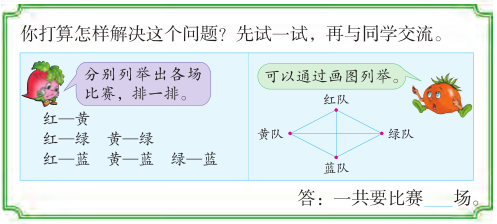 你打算怎样解决这个问题？先试一试，再与同学交流。
分别列举出各场
比赛，排一排。
红—黄
红—绿 黄—绿
红—蓝 黄—蓝 绿—蓝
可以通过画图列举。
红队
黄队 绿队
蓝队
答：一共要比赛___场。